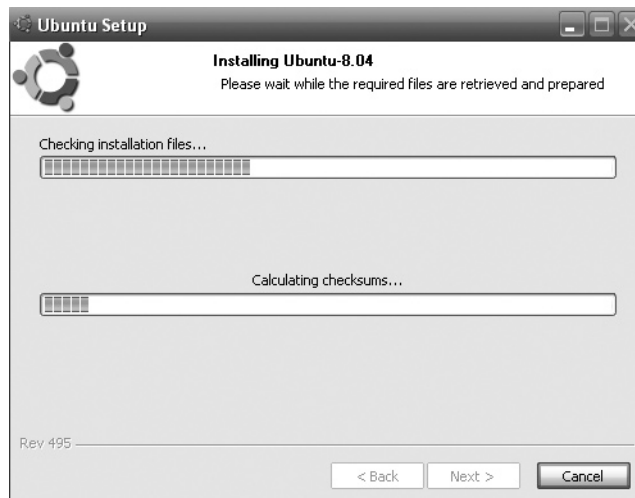 Ubuntu Setup
Installing Ubuntu-8.04
Please wait while the required files are retrieved and prepared
Checking installation files...
Calculating checksums...
Rev 495
< Back Next > Cancel